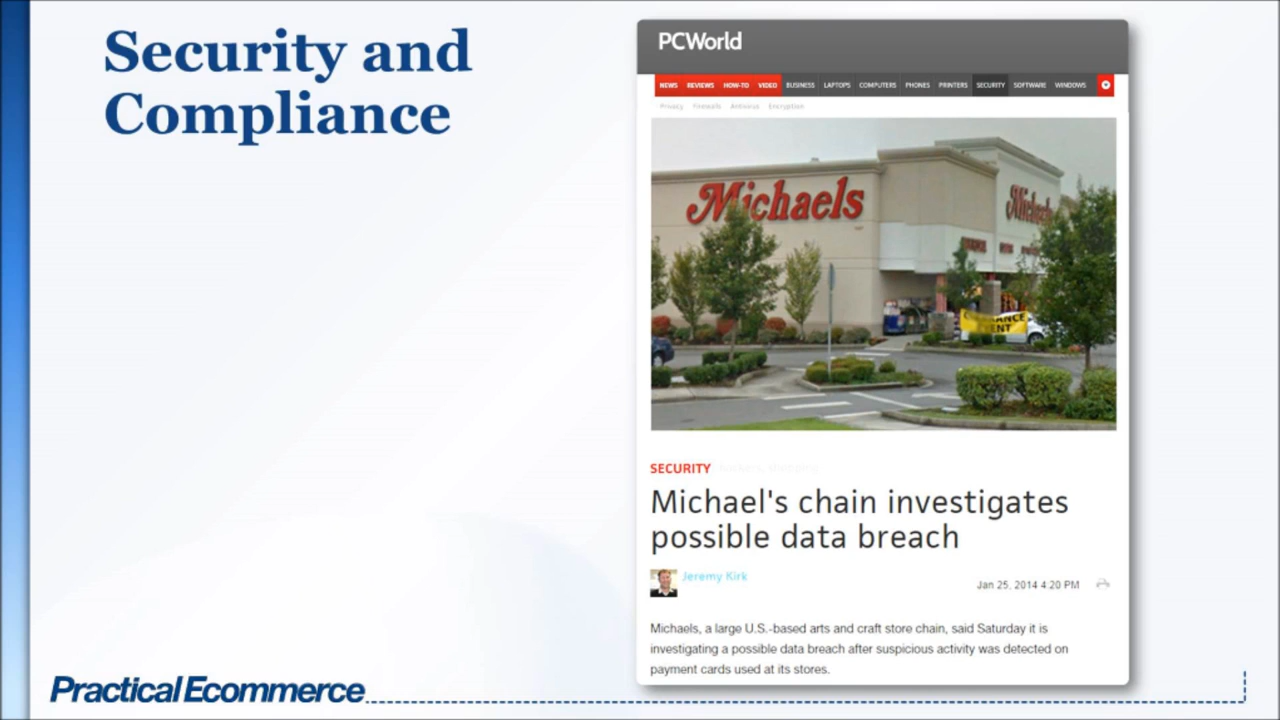 Security and
Compliance
PCWorld
NEWS REVIEWS HOW-TO VIDEO BUSINESS LAPTOPS COMPUTERS PHONES PRINTERS SECURITY SOFTWARE WINDOWS
Privacy Firewalls Antivirus Encryption
Michaels
Michaels
SECURITY
Michael's chain investigates
possible data breach
Jeremy Kirk
Jan 25, 2014 4:20 PM
Michaels, a large U.S.-based arts and craft store chain, said Saturday it is
investigating a possible data breach after suspicious activity was detected on
payment cards used at its stores.
Practical Ecommerce